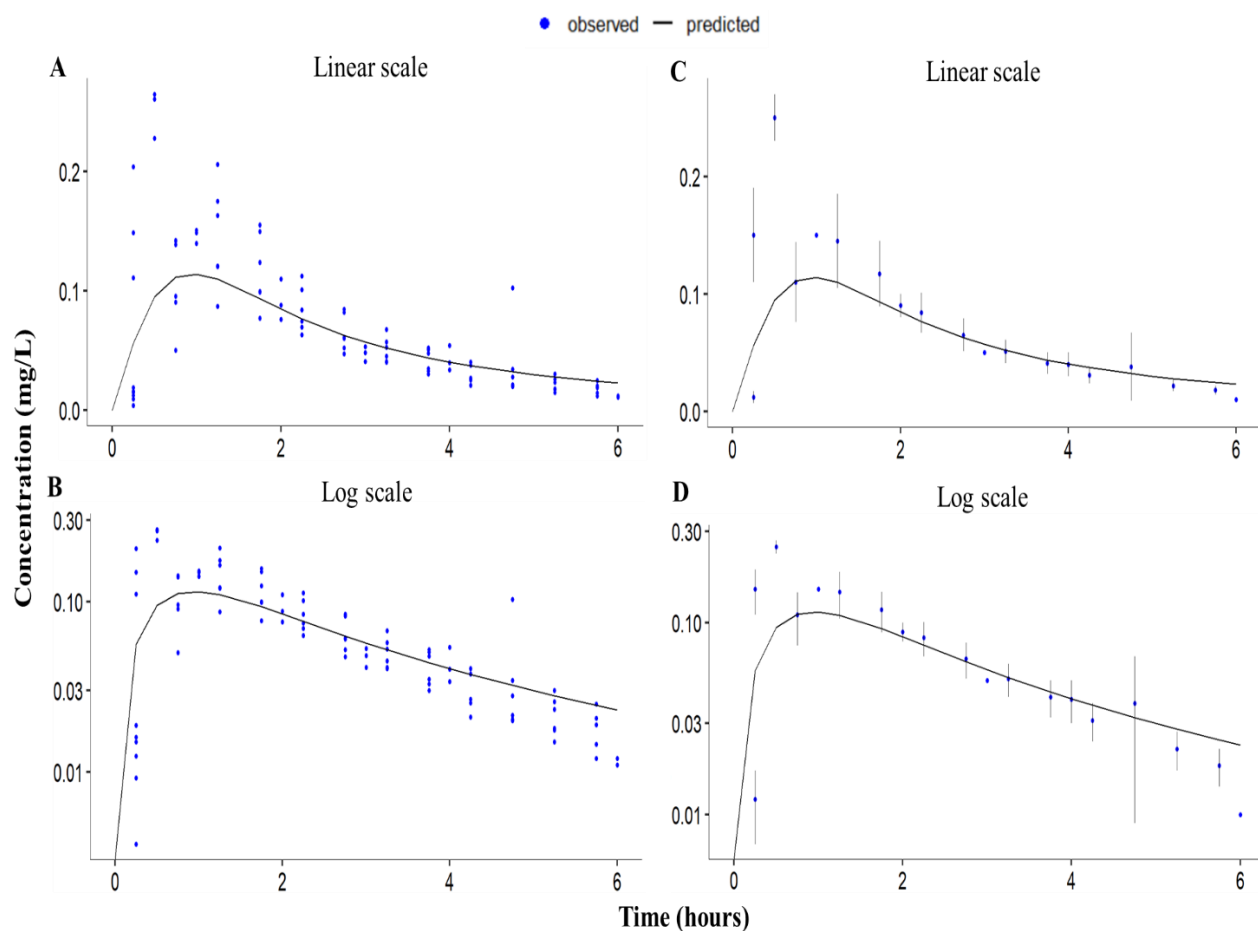 observed predicted
A Linear scale
0.2
0.1
0.0
0 2 4 6
C Linear scale
0.2
0.1
0.0
0 2 4 6
Concentration (mg/L)
B Log scale
0.30
0.10
0.03
0.01
0 2 4 6
D Log scale
0.30
0.10
0.03
0.01
0 2 4 6
Time (hours)